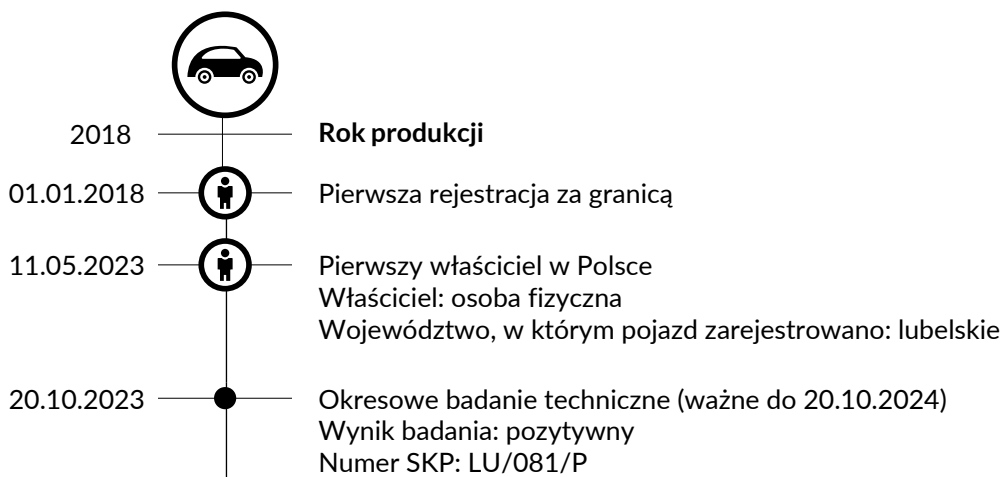 2018 Rok produkcji
01.01.2018 Pierwsza rejestracja za granicą
11.05.2023 Pierwszy właściciel w Polsce
Właściciel: osoba fizyczna
Województwo, w którym pojazd zarejestrowano: lubelskie
20.10.2023 Okresowe badanie techniczne (ważne do 20.10.2024)
Wynik badania: pozytywny
Numer SKP: LU/081/P